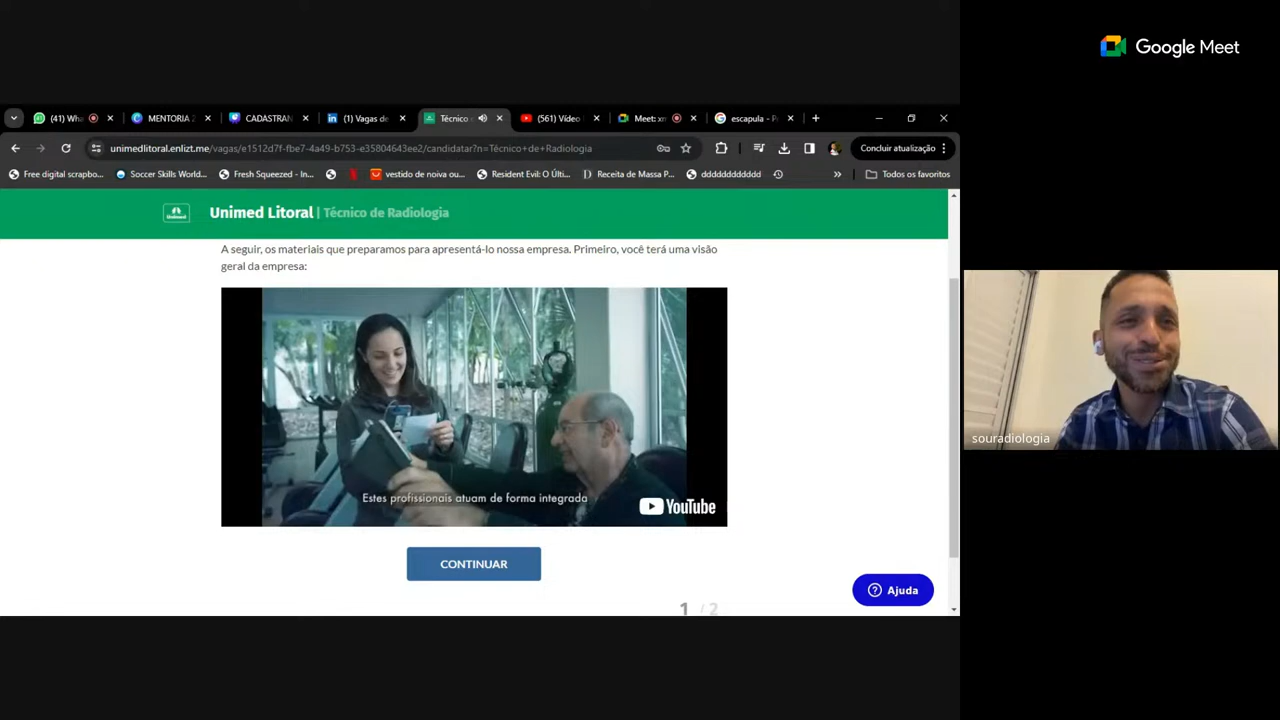 Google Meet
(41) Wha
MENTORIA 2
CADASTRAN
(1) Vagas de
Técnico
(561) Vídeo
Meet: xn
escapula - P
unimedlitoral.enlizt.me/vagas/e1512d7f-fbe7-4a49-b753-e35804643ee2/candidatar?n=Técnico+de+Radiologia
Concluir atualização
Free digital scrapbo...
Soccer Skills World...
Fresh Squeezed - In...
vestido de noiva ou...
Resident Evil: O Últi...
Receita de Massa P...
dddddddddddd
Todos os favoritos
Unimed
Unimed Litoral | Técnico de Radiologia
A seguir, os materiais que preparamos para apresentá-lo nossa empresa. Primeiro, você terá uma visão
geral da empresa:
Estes profissionais atuam de forma integrada
YouTube
CONTINUAR
Ajuda
1 / 2
souradiologia